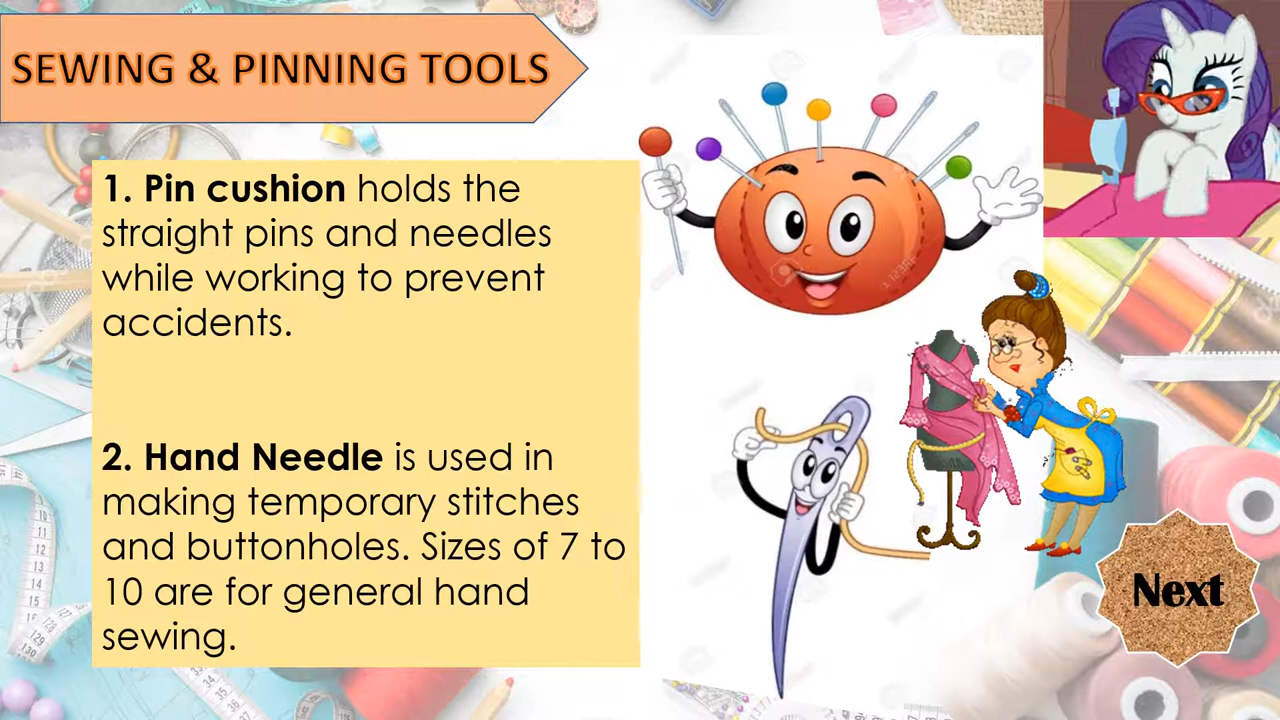 SEWING & PINNING TOOLS
1. Pin cushion holds the
straight pins and needles
while working to prevent
accidents.
2. Hand Needle is used in
making temporary stitches
and buttonholes. Sizes of 7 to
10 are for general hand
sewing.
Next